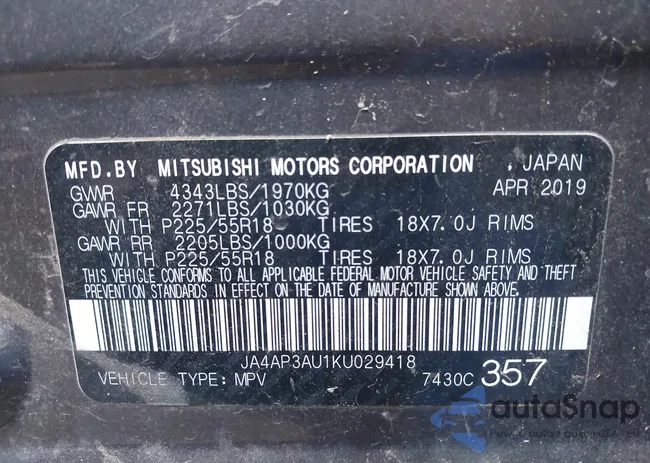 MFD.BY MITSUBISHI MOTORS CORPORATION , JAPAN
GVWR 4343LBS/1970KG APR 2019
GAWR FR 2271LBS/1030KG
WITH P225/55R18 TIRES 18X7.0J RIMS
GAWR RR 2205LBS/1000KG
WITH P225/55R18 TIRES 18X7.0J RIMS
THIS VEHICLE CONFORMS TO ALL APPLICABLE FEDERAL MOTOR VEHICLE SAFETY AND THEFT
PREVENTION STANDARDS IN EFFECT ON THE DATE OF MANUFACTURE SHOWN ABOVE.
JA4AP3AU1KU029418
VEHICLE TYPE: MPV 7430C 357
autoSnap